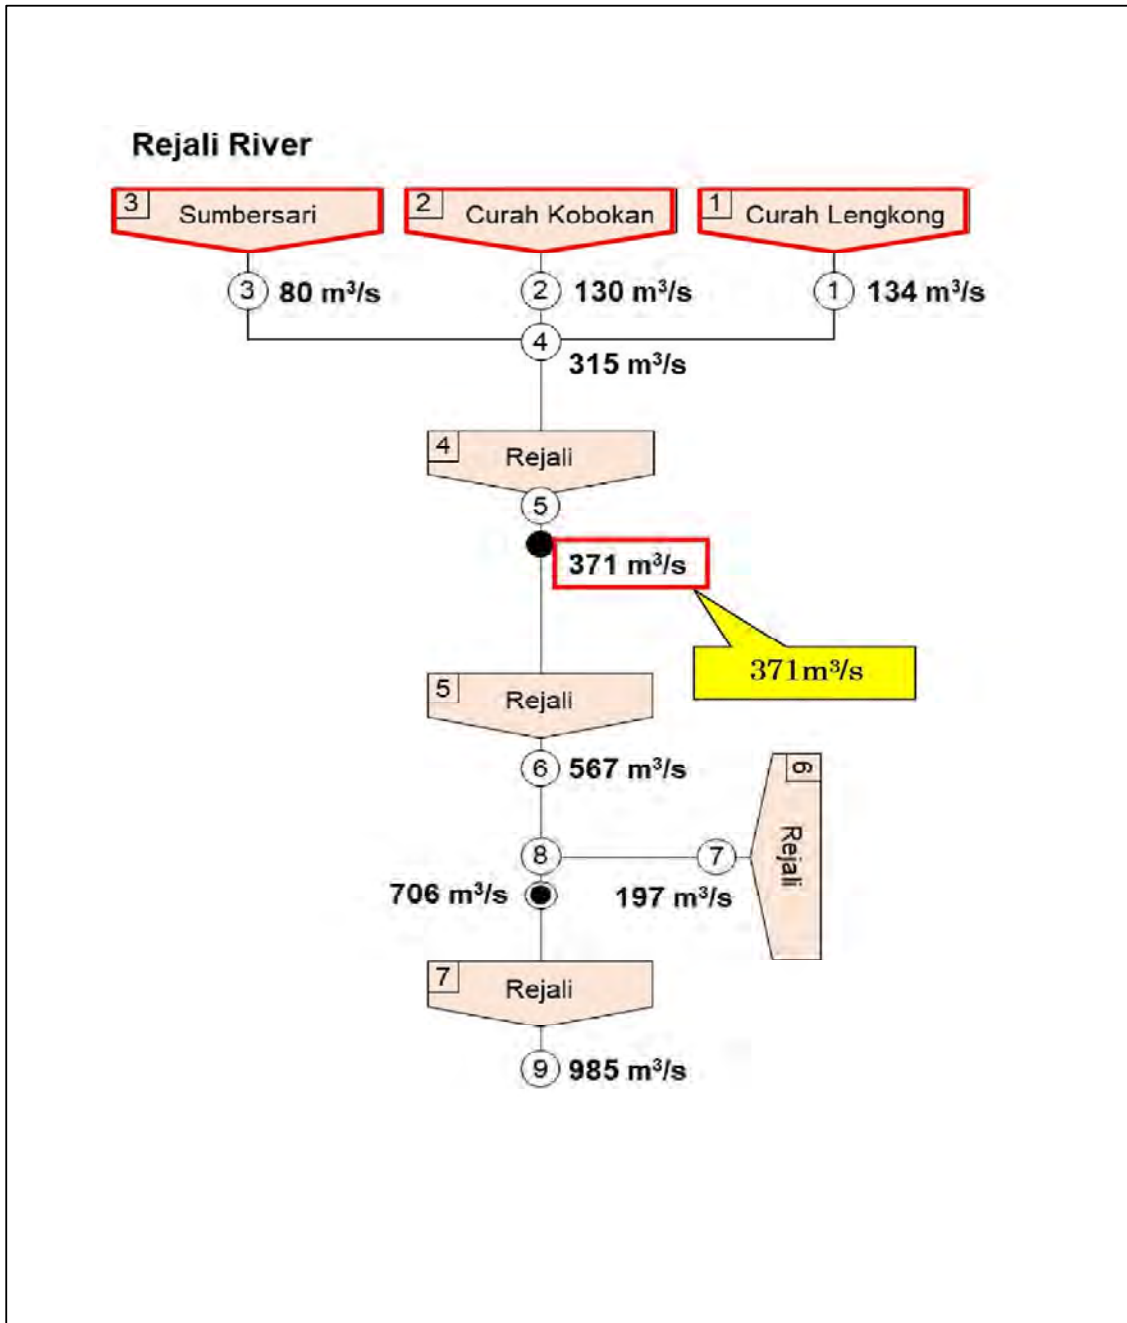 Rejali River
3 Sumbersari
2 Curah Kobokan
1 Curah Lengkong
3 80 m³/s
2 130 m³/s
1 134 m³/s
4
315 m³/s
4 Rejali
5
371 m³/s
371m³/s
5 Rejali
6 567 m³/s
6 Rejali
8
7
706 m³/s
197 m³/s
7 Rejali
9 985 m³/s